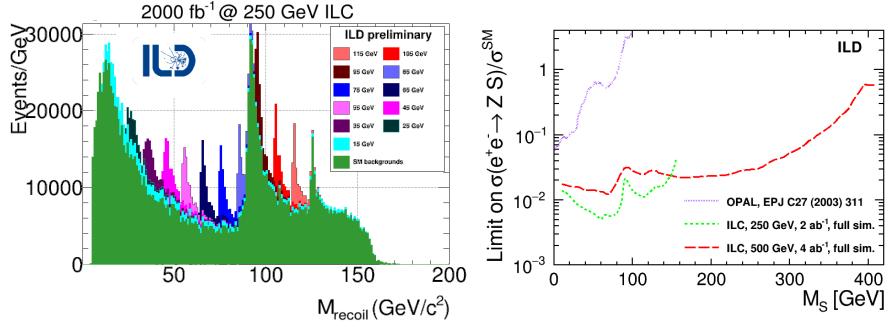 2000 fb⁻¹ @ 250 GeV ILC
Events/GeV
30000
20000
10000
0
50
100
150
200
M_recoil (GeV/c²)
ILD
ILD preliminary
115 GeV
105 GeV
95 GeV
85 GeV
75 GeV
65 GeV
55 GeV
45 GeV
35 GeV
25 GeV
15 GeV
SM backgrounds
Limit on σ(e⁺e⁻→ Z S)/σ^SM
1
10⁻¹
10⁻²
10⁻³
ILD
OPAL, EPJ C27 (2003) 311
ILC, 250 GeV, 2 ab⁻¹, full sim.
ILC, 500 GeV, 4 ab⁻¹, full sim.
0
100
200
300
400
M_S [GeV]